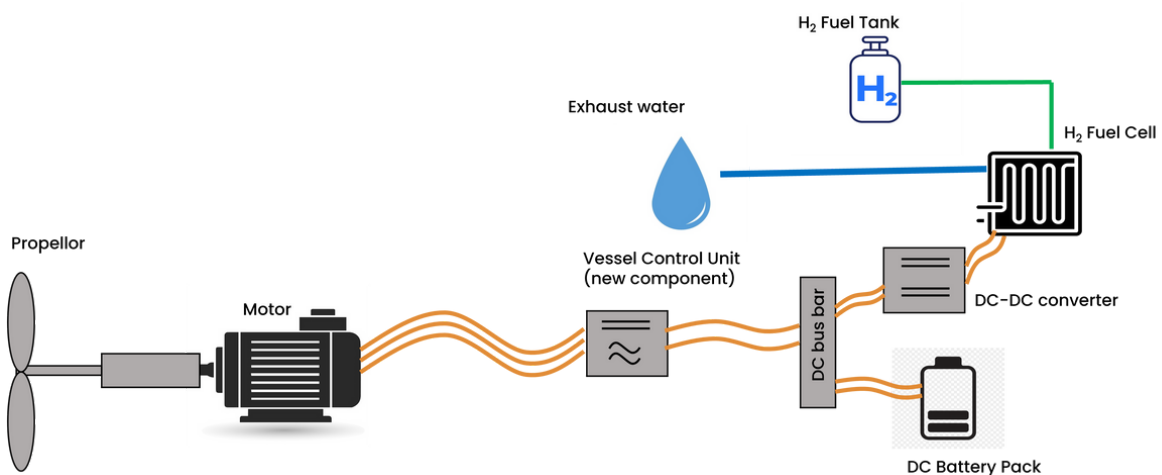 H₂ Fuel Tank
H₂
Exhaust water
H₂ Fuel Cell
Propellor
Vessel Control Unit
(new component)
Motor
DC bus bar
DC-DC converter
DC Battery Pack